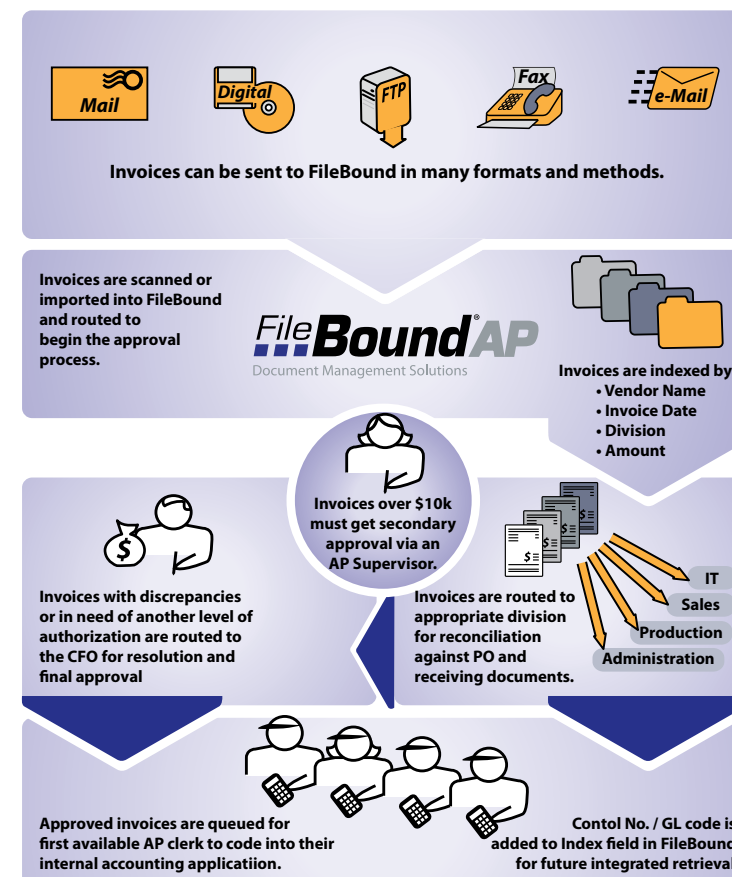 Mail
Digital
FTP
Fax
e-Mail
Invoices can be sent to FileBound in many formats and methods.
Invoices are scanned or
imported into FileBound
and routed to
begin the approval
process.
FileBound® AP
Document Management Solutions
Invoices are indexed by
• Vendor Name
• Invoice Date
• Division
• Amount
Invoices over $10k
must get secondary
approval via an
AP Supervisor.
$
Invoices with discrepancies
or in need of another level of
authorization are routed to
the CFO for resolution and
final approval
$
$
$
$
Invoices are routed to
appropriate division
for reconciliation
against PO and
receiving documents.
IT
Sales
Production
Administration
Approved invoices are queued for
first available AP clerk to code into their
internal accounting applicatiion.
Contol No. / GL code is
added to Index field in FileBound
for future integrated retrieval